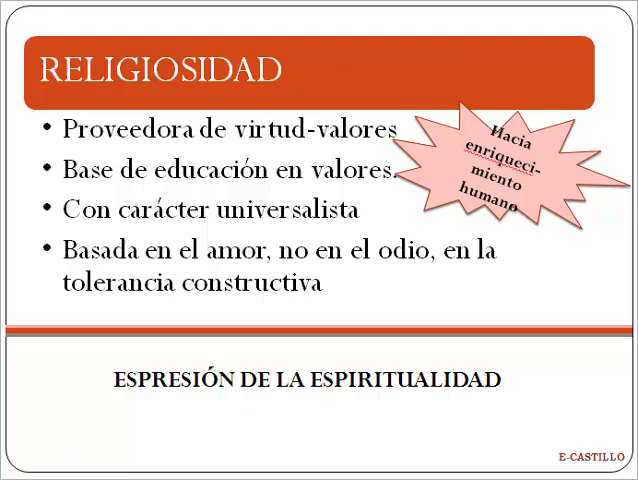 RELIGIOSIDAD
• Proveedora de virtud-valores
• Base de educación en valores.
• Con carácter universalista
• Basada en el amor, no en el odio, en la
tolerancia constructiva
Hacia
enriqueci-
miento
humano
ESPRESIÓN DE LA ESPIRITUALIDAD
E-CASTILLO